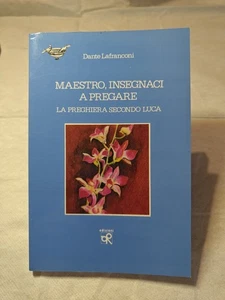 Dante Lafranconi
MAESTRO, INSEGNACI
A PREGARE
LA PREGHIERA SECONDO LUCA